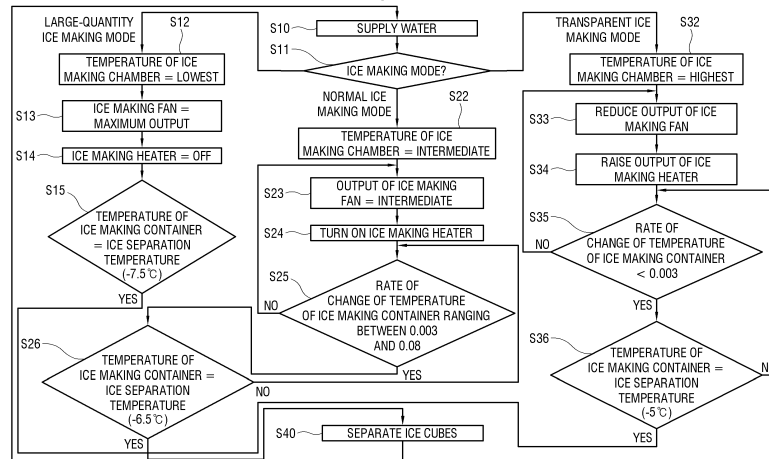 S10
SUPPLY WATER
S11
ICE MAKING MODE?
LARGE-QUANTITY
ICE MAKING MODE
S12
TEMPERATURE OF ICE
MAKING CHAMBER = LOWEST
S13
ICE MAKING FAN =
MAXIMUM OUTPUT
S14
ICE MAKING HEATER = OFF
S15
TEMPERATURE OF
ICE MAKING CONTAINER
= ICE SEPARATION
TEMPERATURE
(-7.5℃)
YES
NORMAL ICE
MAKING MODE
S22
TEMPERATURE OF ICE
MAKING CHAMBER = INTERMEDIATE
S23
OUTPUT OF ICE MAKING
FAN = INTERMEDIATE
S24
TURN ON ICE MAKING HEATER
S25
NO
RATE OF
CHANGE OF TEMPERATURE
OF ICE MAKING CONTAINER RANGING
BETWEEN 0.003
AND 0.08
YES
S26
TEMPERATURE OF
ICE MAKING CONTAINER =
ICE SEPARATION
TEMPERATURE
(-6.5℃)
NO
YES
TRANSPARENT ICE
MAKING MODE
S32
TEMPERATURE OF ICE
MAKING CHAMBER = HIGHEST
S33
REDUCE OUTPUT OF ICE
MAKING FAN
S34
RAISE OUTPUT OF ICE
MAKING HEATER
S35
NO
RATE OF
CHANGE OF TEMPERATURE
OF ICE MAKING CONTAINER
< 0.003
YES
S36
TEMPERATURE OF
ICE MAKING CONTAINER =
ICE SEPARATION
TEMPERATURE
(-5℃)
YES
S40
SEPARATE ICE CUBES